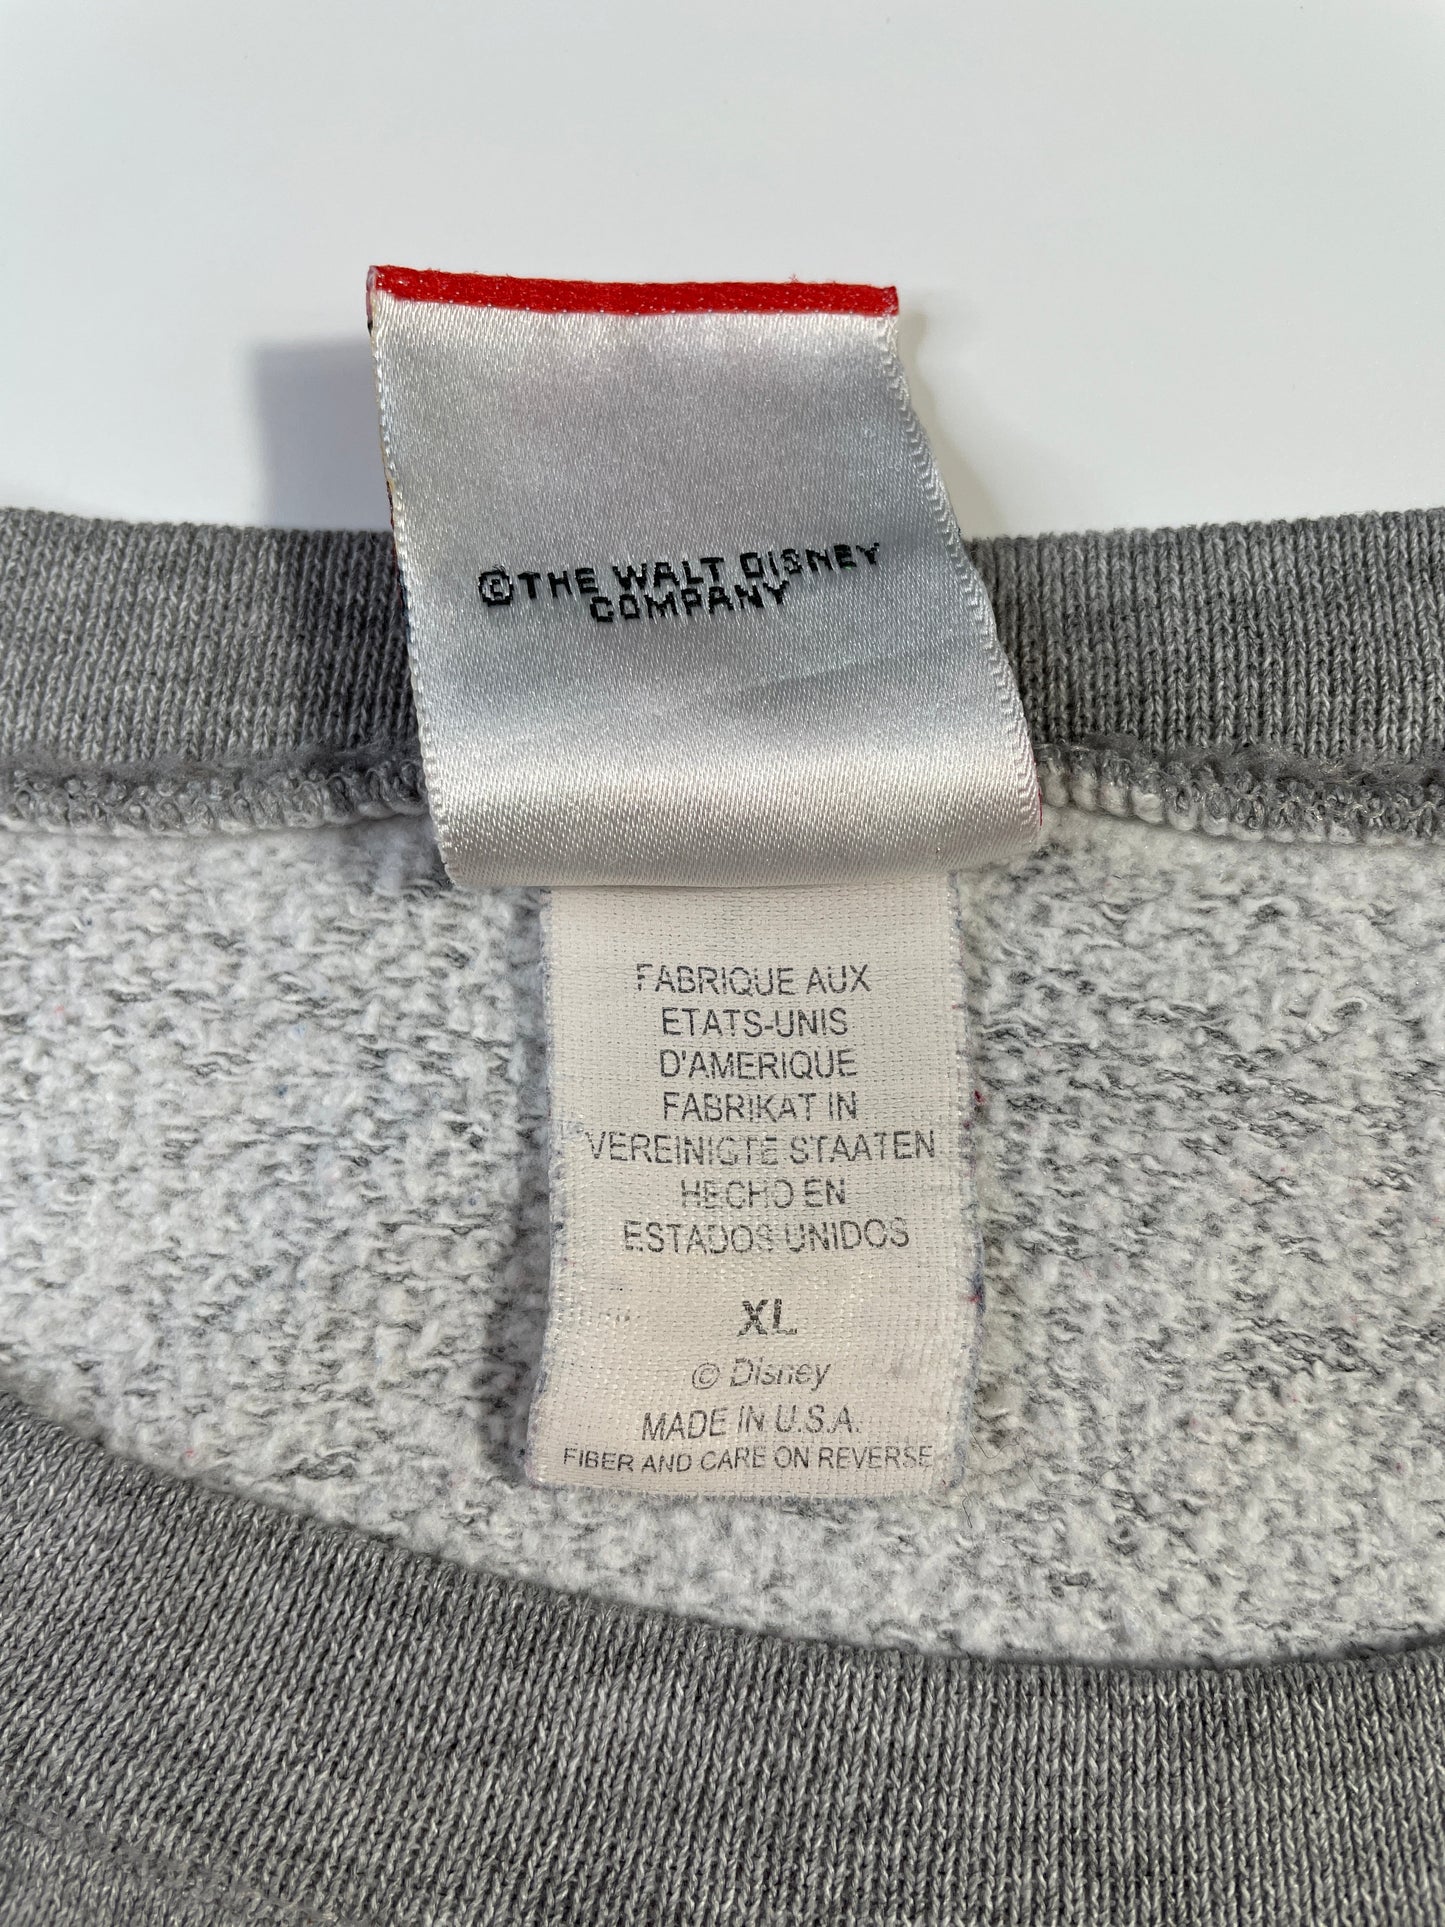 ©THE WALT DISNEY
COMPANY
FABRIQUE AUX
ETATS-UNIS
D'AMERIQUE
FABRIKAT IN
VEREINIGTE STAATEN
HECHO EN
ESTADOS UNIDOS
XL
© Disney
MADE IN U.S.A.
FIBER AND CARE ON REVERSE